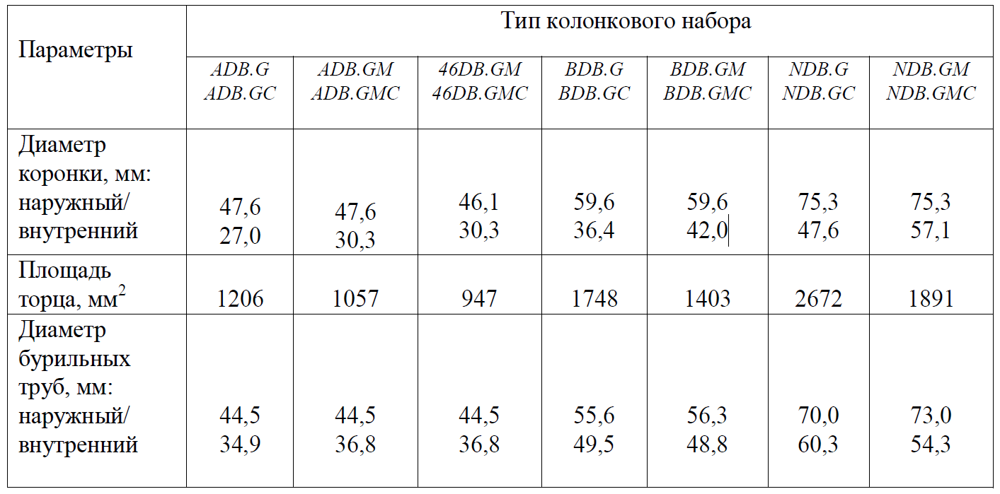 Параметры
Тип колонкового набора
ADB.G
ADB.GC
ADB.GM
ADB.GMC
46DB.GM
46DB.GMC
BDB.G
BDB.GC
BDB.GM
BDB.GMC
NDB.G
NDB.GC
NDB.GM
NDB.GMC
Диаметр
коронки, мм:
наружный/
внутренний
47,6
27,0
47,6
30,3
46,1
30,3
59,6
36,4
59,6
42,0
75,3
47,6
75,3
57,1
Площадь
торца, мм2
1206
1057
947
1748
1403
2672
1891
Диаметр
бурильных
труб, мм:
наружный/
внутренний
44,5
34,9
44,5
36,8
44,5
36,8
55,6
49,5
56,3
48,8
70,0
60,3
73,0
54,3